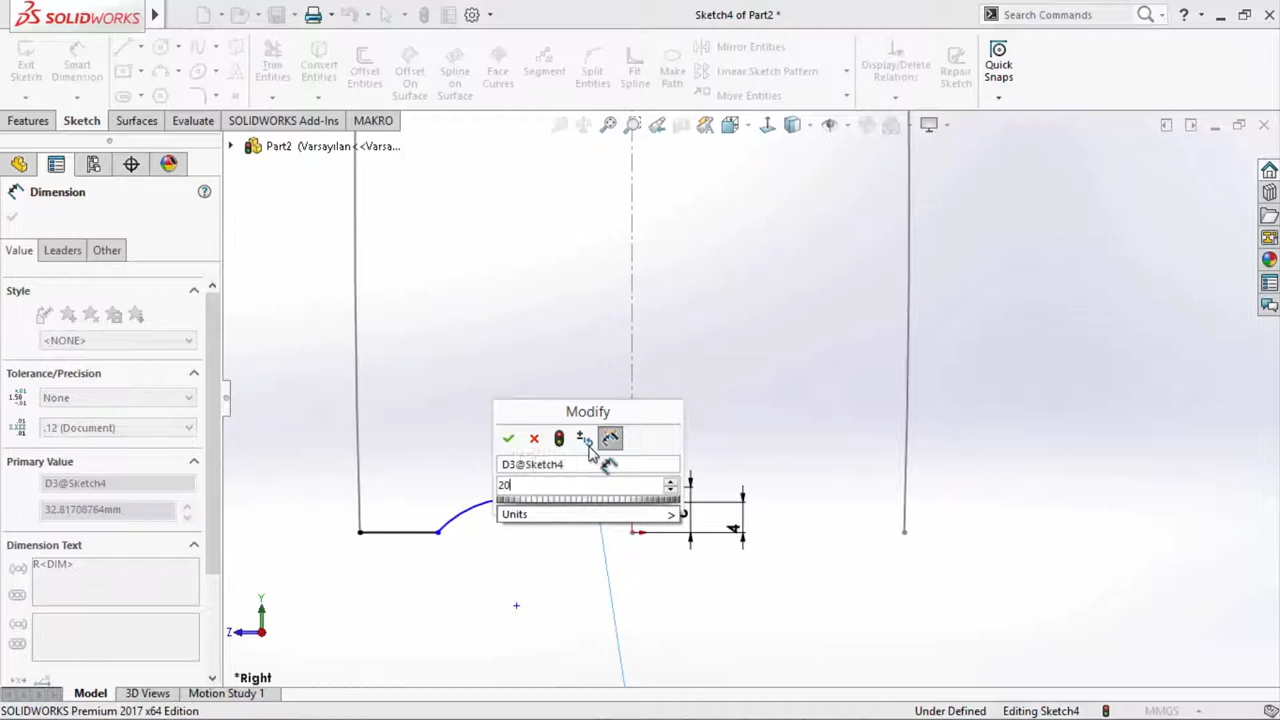 SOLIDWORKS
Sketch4 of Part2 *
Search Commands
?
Exit Sketch
Smart Dimension
Trim Entities
Convert Entities
Offset Entities
Offset On Surface
Spline on Surface
Face Curves
Segment
Split Entities
Fit Spline
Make Path
Mirror Entities
Linear Sketch Pattern
Move Entities
Display/Delete Relations
Repair Sketch
Quick Snaps
Features
Sketch
Surfaces
Evaluate
SOLIDWORKS Add-Ins
MAKRO
Part2 (Varsayılan<<Varsa...
Dimension
Value
Leaders
Other
Style
<NONE>
Tolerance/Precision
None
.12 (Document)
Primary Value
D3@Sketch4
32.81708764mm
Dimension Text
R<DIM>
Modify
D3@Sketch4
20
Units
>
4
Y
Z
*Right
Model
3D Views
Motion Study 1
SOLIDWORKS Premium 2017 x64 Edition
Under Defined
Editing Sketch4
MMGS